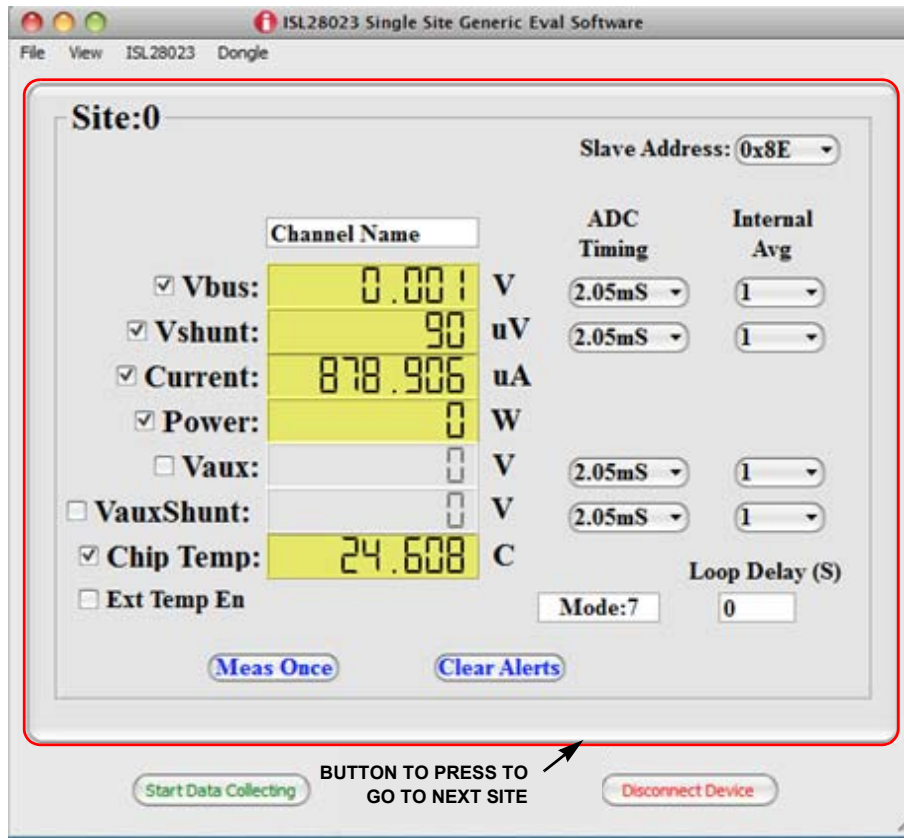 ISL28023 Single Site Generic Eval Software
File View ISL28023 Dongle
Site:0
Slave Address: 0x8E
Channel Name
ADC Timing
Internal Avg
Vbus: 0.001 V 2.05mS 1
Vshunt: 90 uV 2.05mS 1
Current: 878.906 uA
Power: 0 W
Vaux: 0 V 2.05mS 1
VauxShunt: 0 V 2.05mS 1
Chip Temp: 24.608 C
Loop Delay (S)
Ext Temp En
Mode:7
0
Meas Once
Clear Alerts
BUTTON TO PRESS TO
GO TO NEXT SITE
Start Data Collecting
Disconnect Device